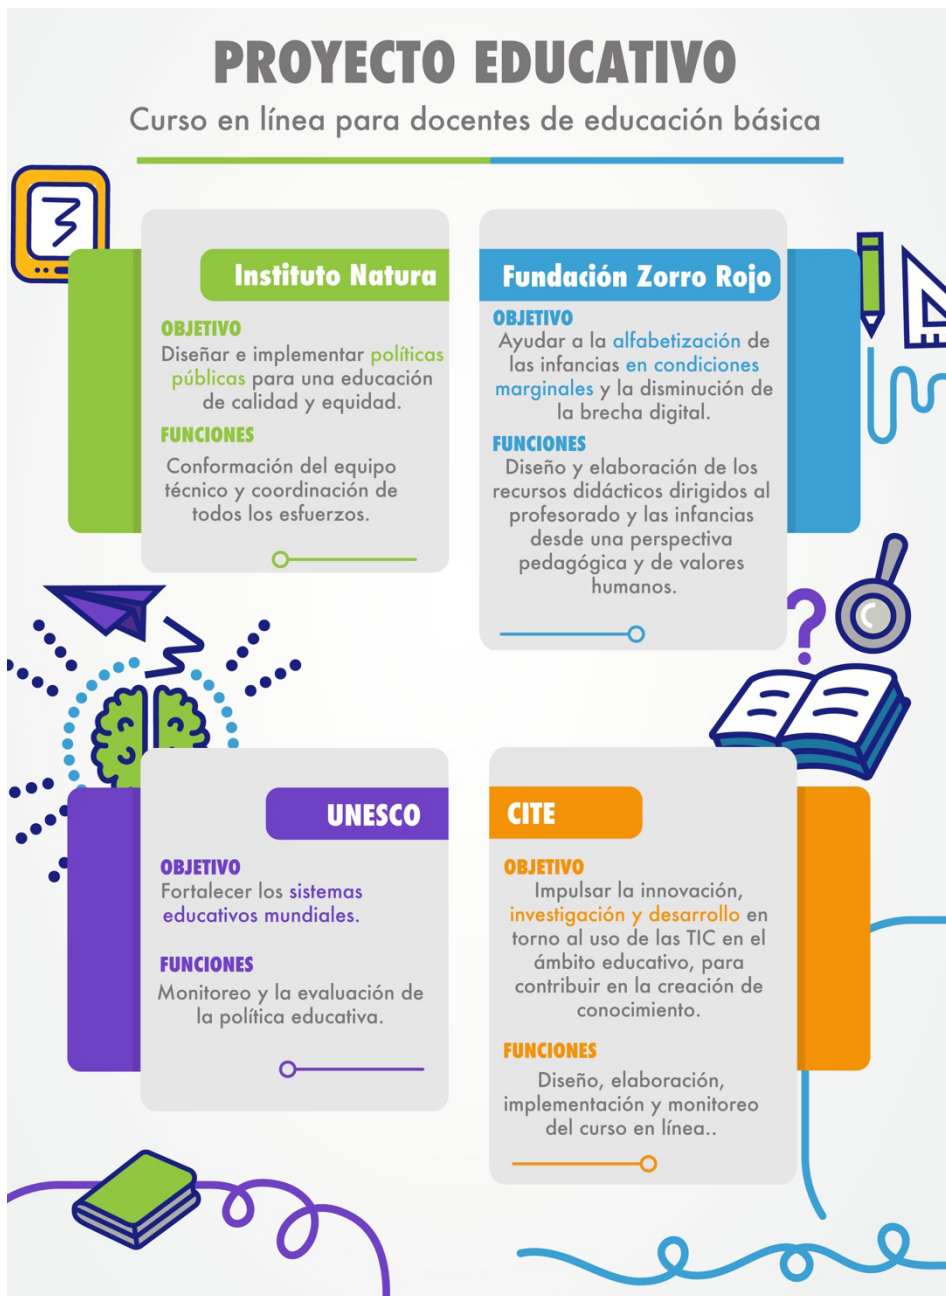 PROYECTO EDUCATIVO
Curso en línea para docentes de educación básica
Instituto Natura
OBJETIVO
Diseñar e implementar políticas
públicas para una educación
de calidad y equidad.
FUNCIONES
Conformación del equipo
técnico y coordinación de
todos los esfuerzos.
Fundación Zorro Rojo
OBJETIVO
Ayudar a la alfabetización de
las infancias en condiciones
marginales y la disminución de
la brecha digital.
FUNCIONES
Diseño y elaboración de los
recursos didácticos dirigidos al
profesorado y las infancias
desde una perspectiva
pedagógica y de valores
humanos.
?
UNESCO
OBJETIVO
Fortalecer los sistemas
educativos mundiales.
FUNCIONES
Monitoreo y la evaluación de
la política educativa.
CITE
OBJETIVO
Impulsar la innovación,
investigación y desarrollo en
torno al uso de las TIC en el
ámbito educativo, para
contribuir en la creación de
conocimiento.
FUNCIONES
Diseño, elaboración,
implementación y monitoreo
del curso en línea..